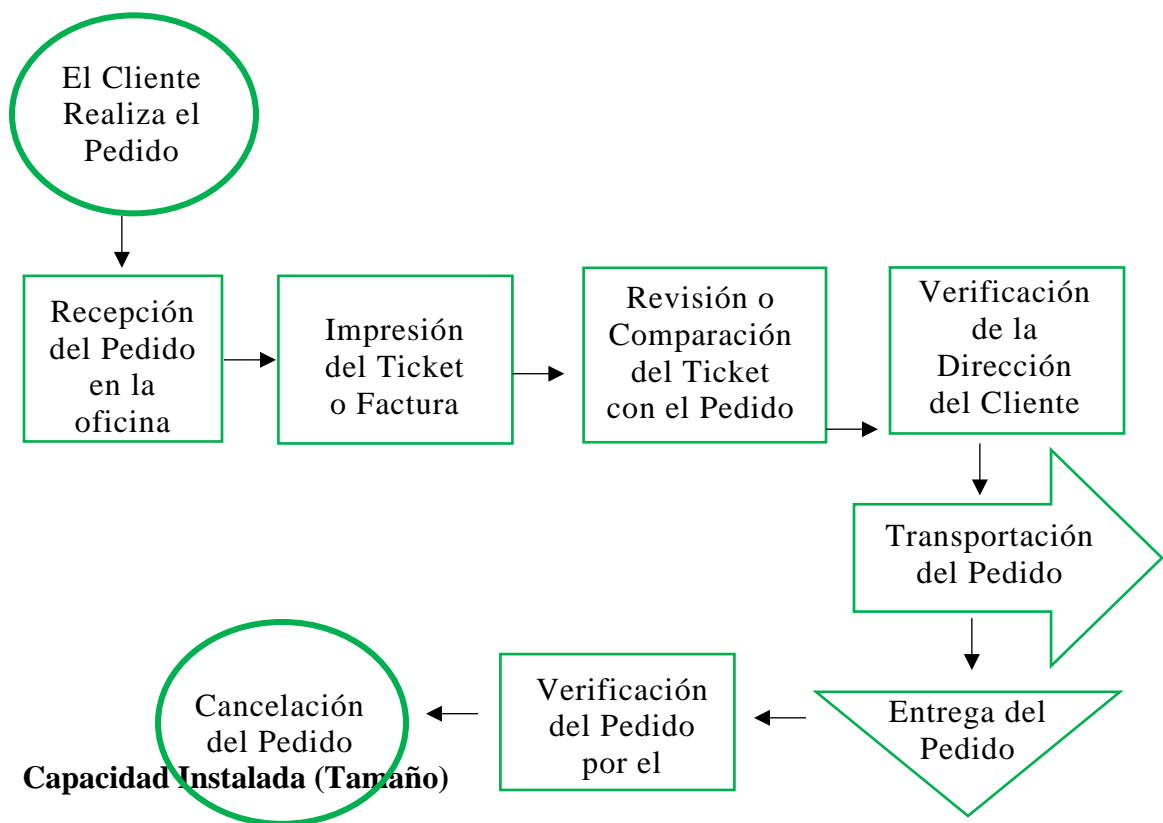 El Cliente
Realiza el
Pedido
Recepción
del Pedido
en la
oficina
Impresión
del Ticket
o Factura
Revisión o
Comparación
del Ticket
con el Pedido
Verificación
de la
Dirección
del Cliente
Transportación
del Pedido
Entrega del
Pedido
Verificación
del Pedido
por el
Cancelación
del Pedido
Capacidad Instalada (Tamaño)